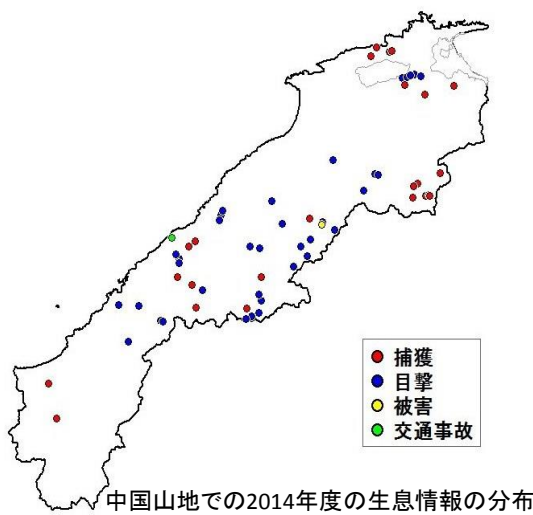 捕獲
目撃
被害
交通事故
中国山地での2014年度の生息情報の分布